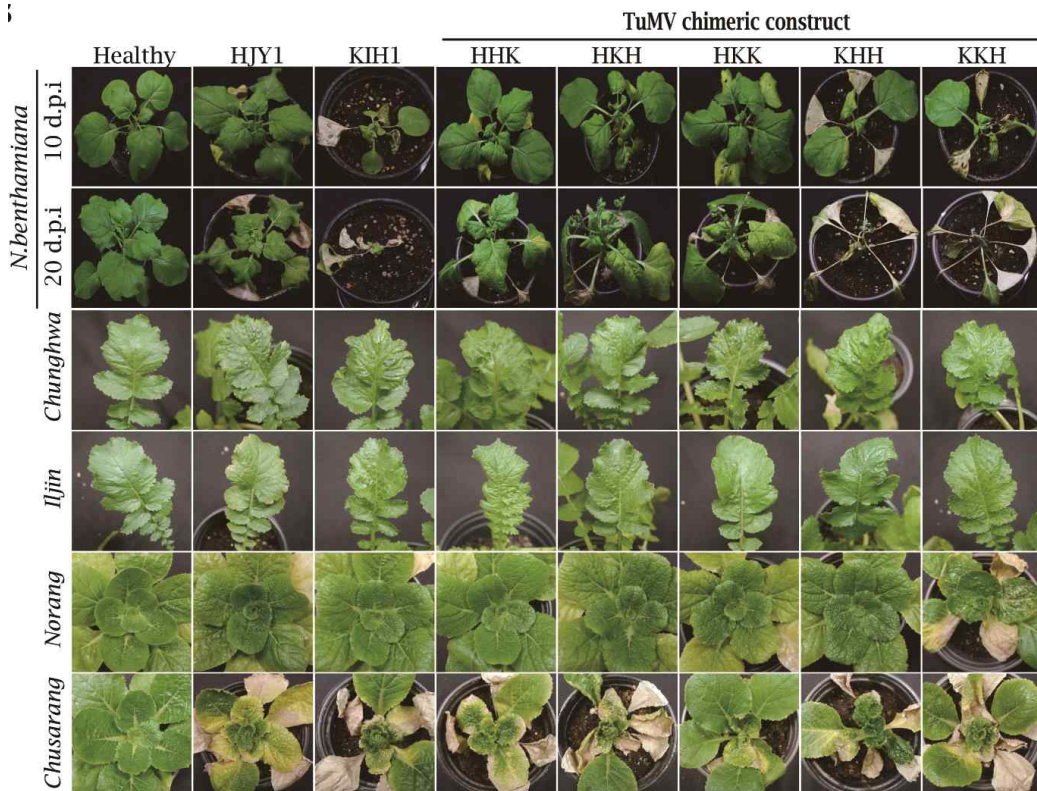 TuMV chimeric construct
Healthy HJY1 KIH1 HHK HKH HKK KHH KKH
N.benthamiana
10 d.p.i
20 d.p.i
Chunghwa
Iljin
Norang
Chusarang